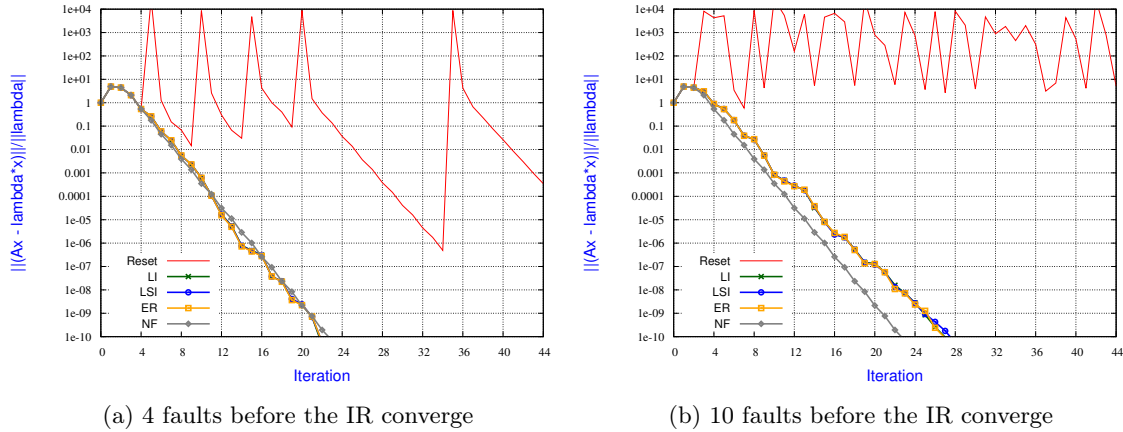 ||(Ax - lambda*x)||/||lambda||
1e+04
1e+03
1e+02
1e+01
1
0.1
0.01
0.001
0.0001
1e-05
1e-06
1e-07
1e-08
1e-09
1e-10
Reset
LI
LSI
ER
NF
0 4 8 12 16 20 24 28 32 36 40 44
Iteration
(a) 4 faults before the IR converge
||(Ax - lambda*x)||/||lambda||
1e+04
1e+03
1e+02
1e+01
1
0.1
0.01
0.001
0.0001
1e-05
1e-06
1e-07
1e-08
1e-09
1e-10
Reset
LI
LSI
ER
NF
0 4 8 12 16 20 24 28 32 36 40 44
Iteration
(b) 10 faults before the IR converge